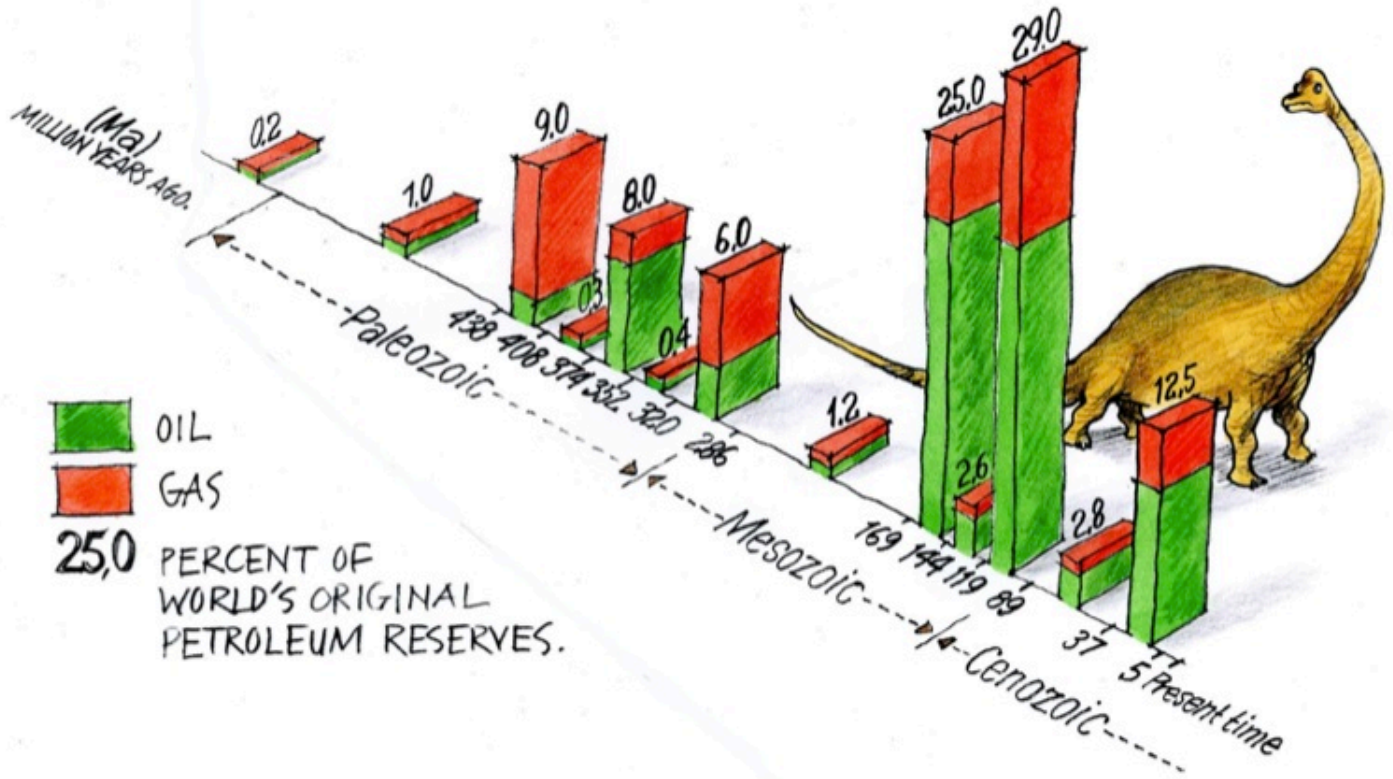 (Ma)
MILLION YEARS AGO.
0.2
1.0
9.0
0.3
8.0
0.4
6.0
1.2
25.0
2.6
29.0
2.8
12.5
438 408 374 352 320 286
169 144 119 89 37 5 Present time
Paleozoic
Mesozoic
Cenozoic
OIL
GAS
25,0 PERCENT OF
WORLD'S ORIGINAL
PETROLEUM RESERVES.